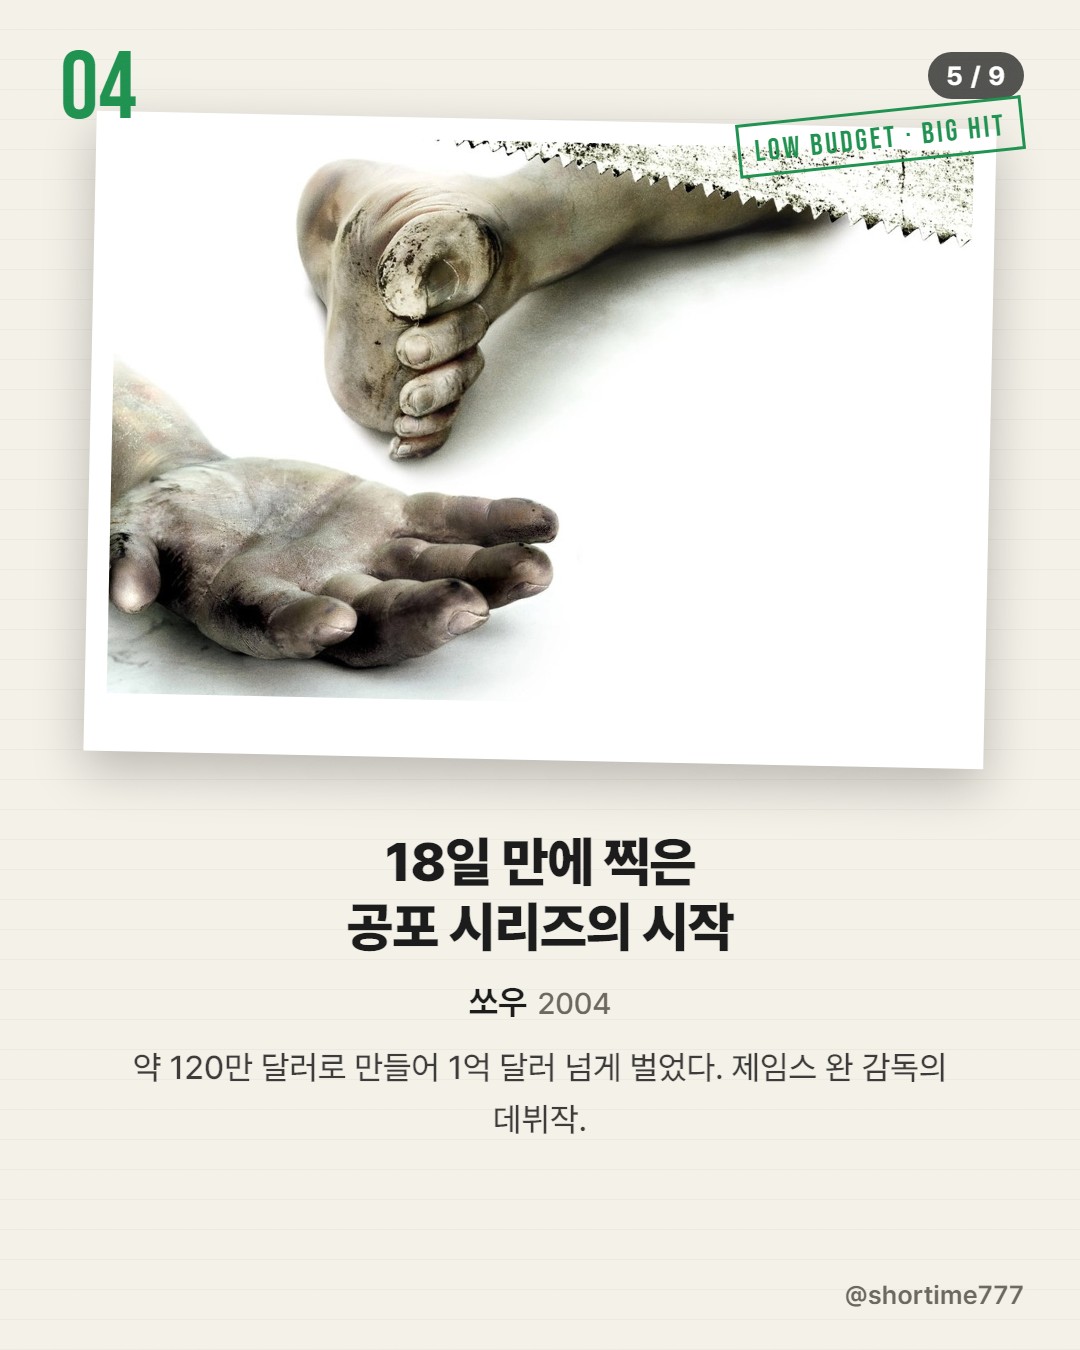 04
5 / 9
LOW BUDGET · BIG HIT
18일 만에 찍은
공포 시리즈의 시작
쏘우 2004
약 120만 달러로 만들어 1억 달러 넘게 벌었다. 제임스 완 감독의
데뷔작.
@shortime777